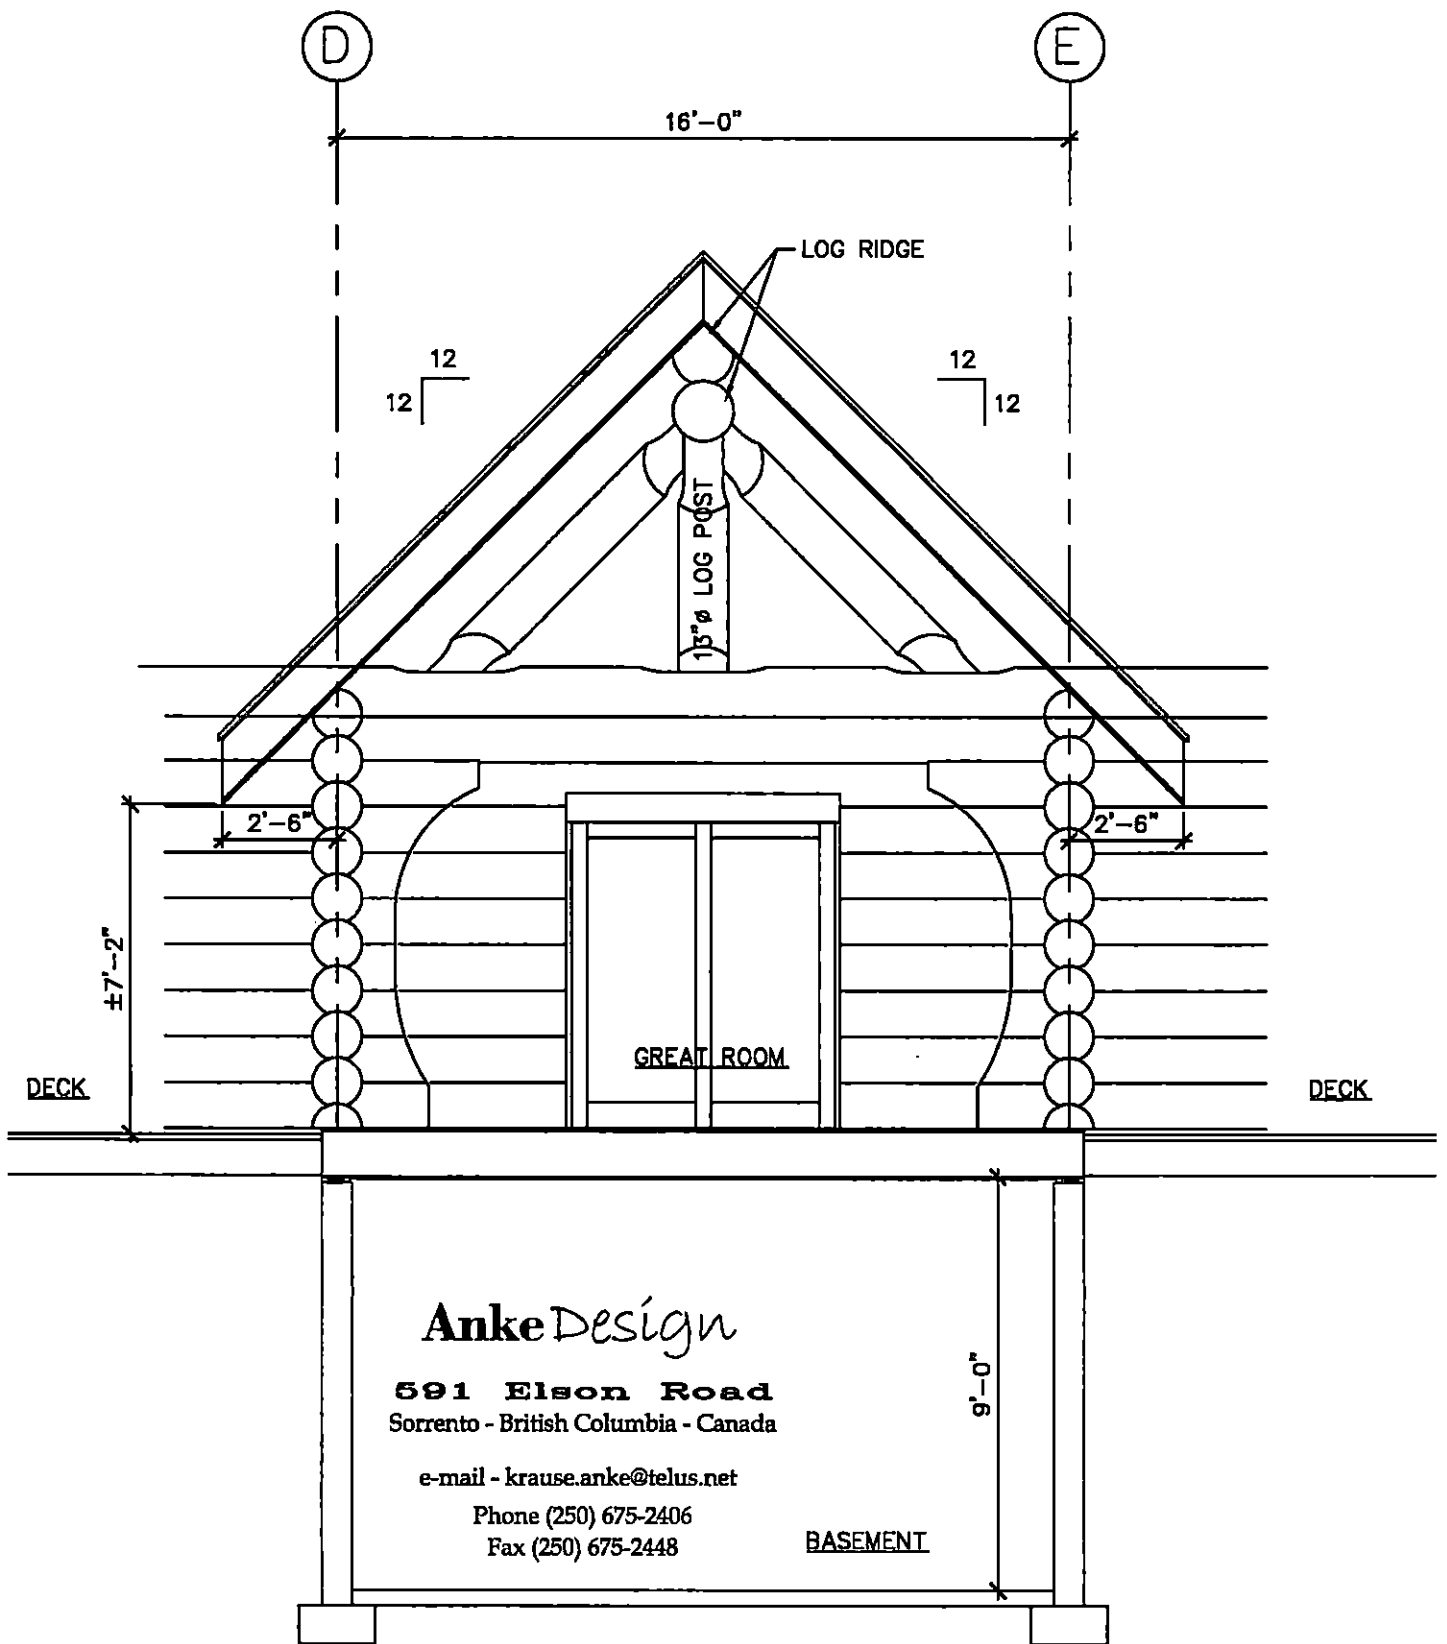 D
E
16'-0"
LOG RIDGE
12
12
12
12
13"ø LOG POST
2'-6"
2'-6"
±7'-2"
GREAT ROOM
DECK
DECK
Anke Design
591 Elson Road
Sorrento - British Columbia - Canada
e-mail - krause.anke@telus.net
Phone (250) 675-2406
Fax (250) 675-2448
9'-0"
BASEMENT